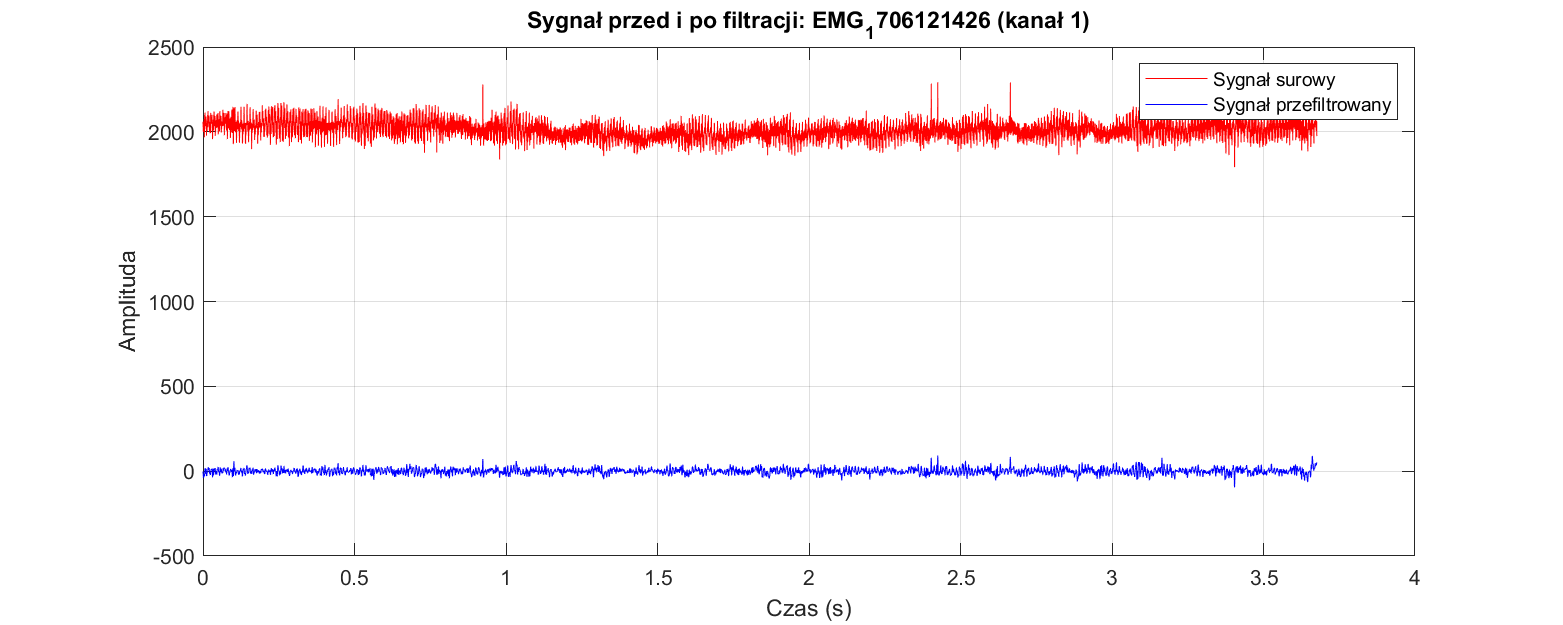 Sygnał przed i po filtracji: EMG₁706121426 (kanał 1)
Sygnał surowy
Sygnał przefiltrowany
Amplituda
2500
2000
1500
1000
500
0
-500
0 0.5 1 1.5 2 2.5 3 3.5 4
Czas (s)